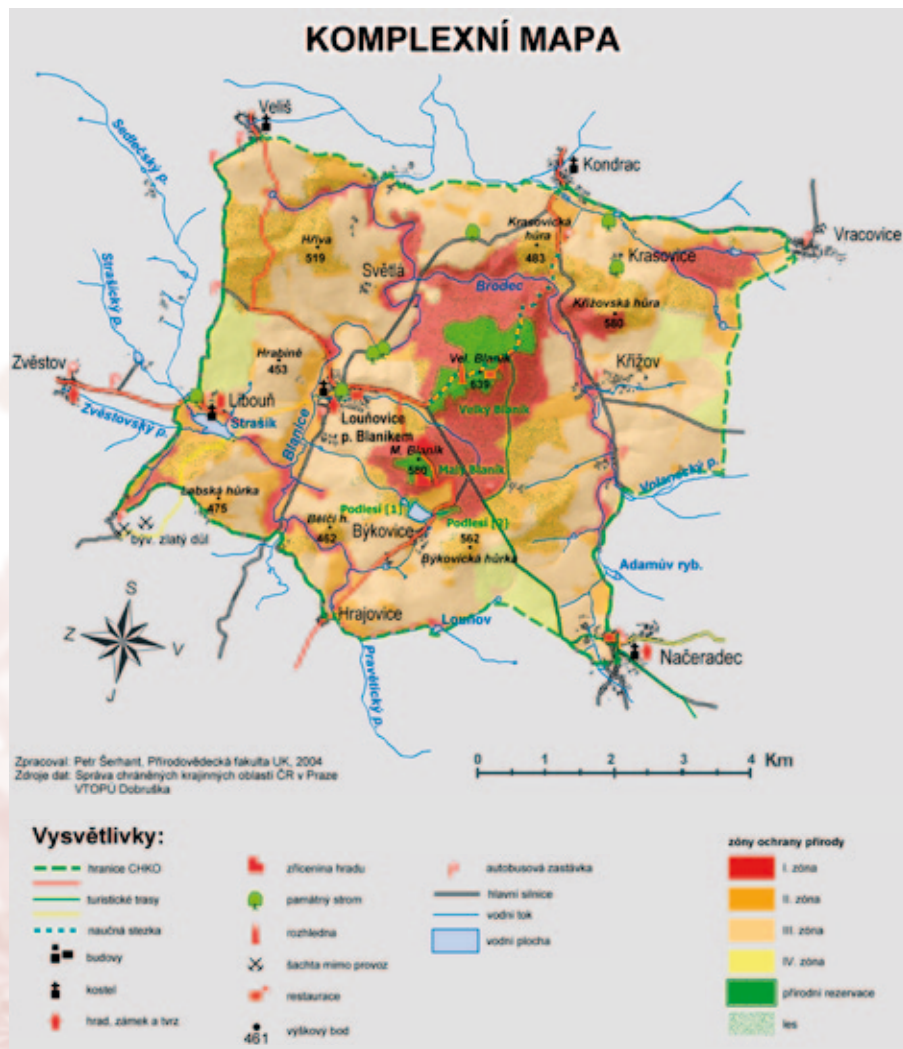 KOMPLEXNÍ MAPA
Veliš
Sedlečský p.
Kondrac
Vracovice
Krasovická
hůra
483
Hříva
519
Světlá
Krasovice
Strašický p.
Brodec
Křížovská hůra
580
Zvěstov
Hrabině
453
Vel. Blaník
639
Křížov
Libouň
Strašík
Zvěstovský p.
Blanice
Louňovice
p. Blaníkem
Velký Blaník
M. Blaník
580
Malý Blaník
Volanecký p.
Labská hůrka
475
Podlesí [1]
Býkovice
Podlesí [2]
Bělčí h.
462
562
Býkovická hůrka
býv. zlatý důl
Adamův ryb.
Hrajovice
Louňov
Načeradec
Pravětický p.
S
Z
V
J
Zpracoval: Petr Šerhant, Přírodovědecká fakulta UK, 2004
Zdroje dat: Správa chráněných krajinných oblastí ČR v Praze
VTOPÚ Dobruška
0 1 2 4 Km
Vysvětlivky:
hranice CHKO
turistické trasy
naučná stezka
budovy
kostel
hrad, zámek a tvrz
zřícenina hradu
památný strom
rozhledna
šachta mimo provoz
restaurace
461
výškový bod
autobusová zastávka
hlavní silnice
vodní tok
vodní plocha
zóny ochrany přírody
I. zóna
II. zóna
III. zóna
IV. zóna
přírodní rezervace
les